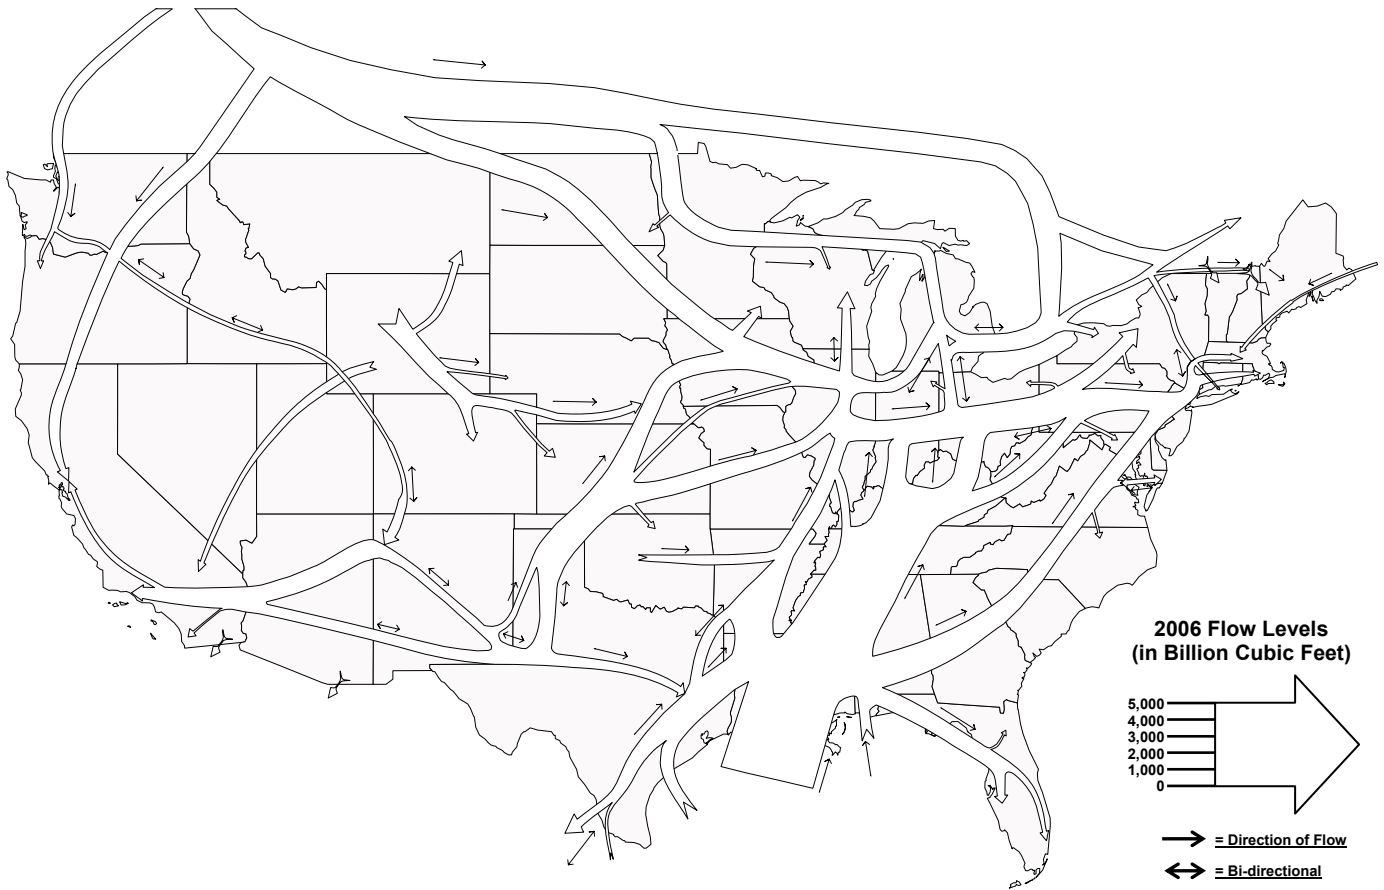 2006 Flow Levels
(in Billion Cubic Feet)
5,000
4,000
3,000
2,000
1,000
0
= Direction of Flow
= Bi-directional